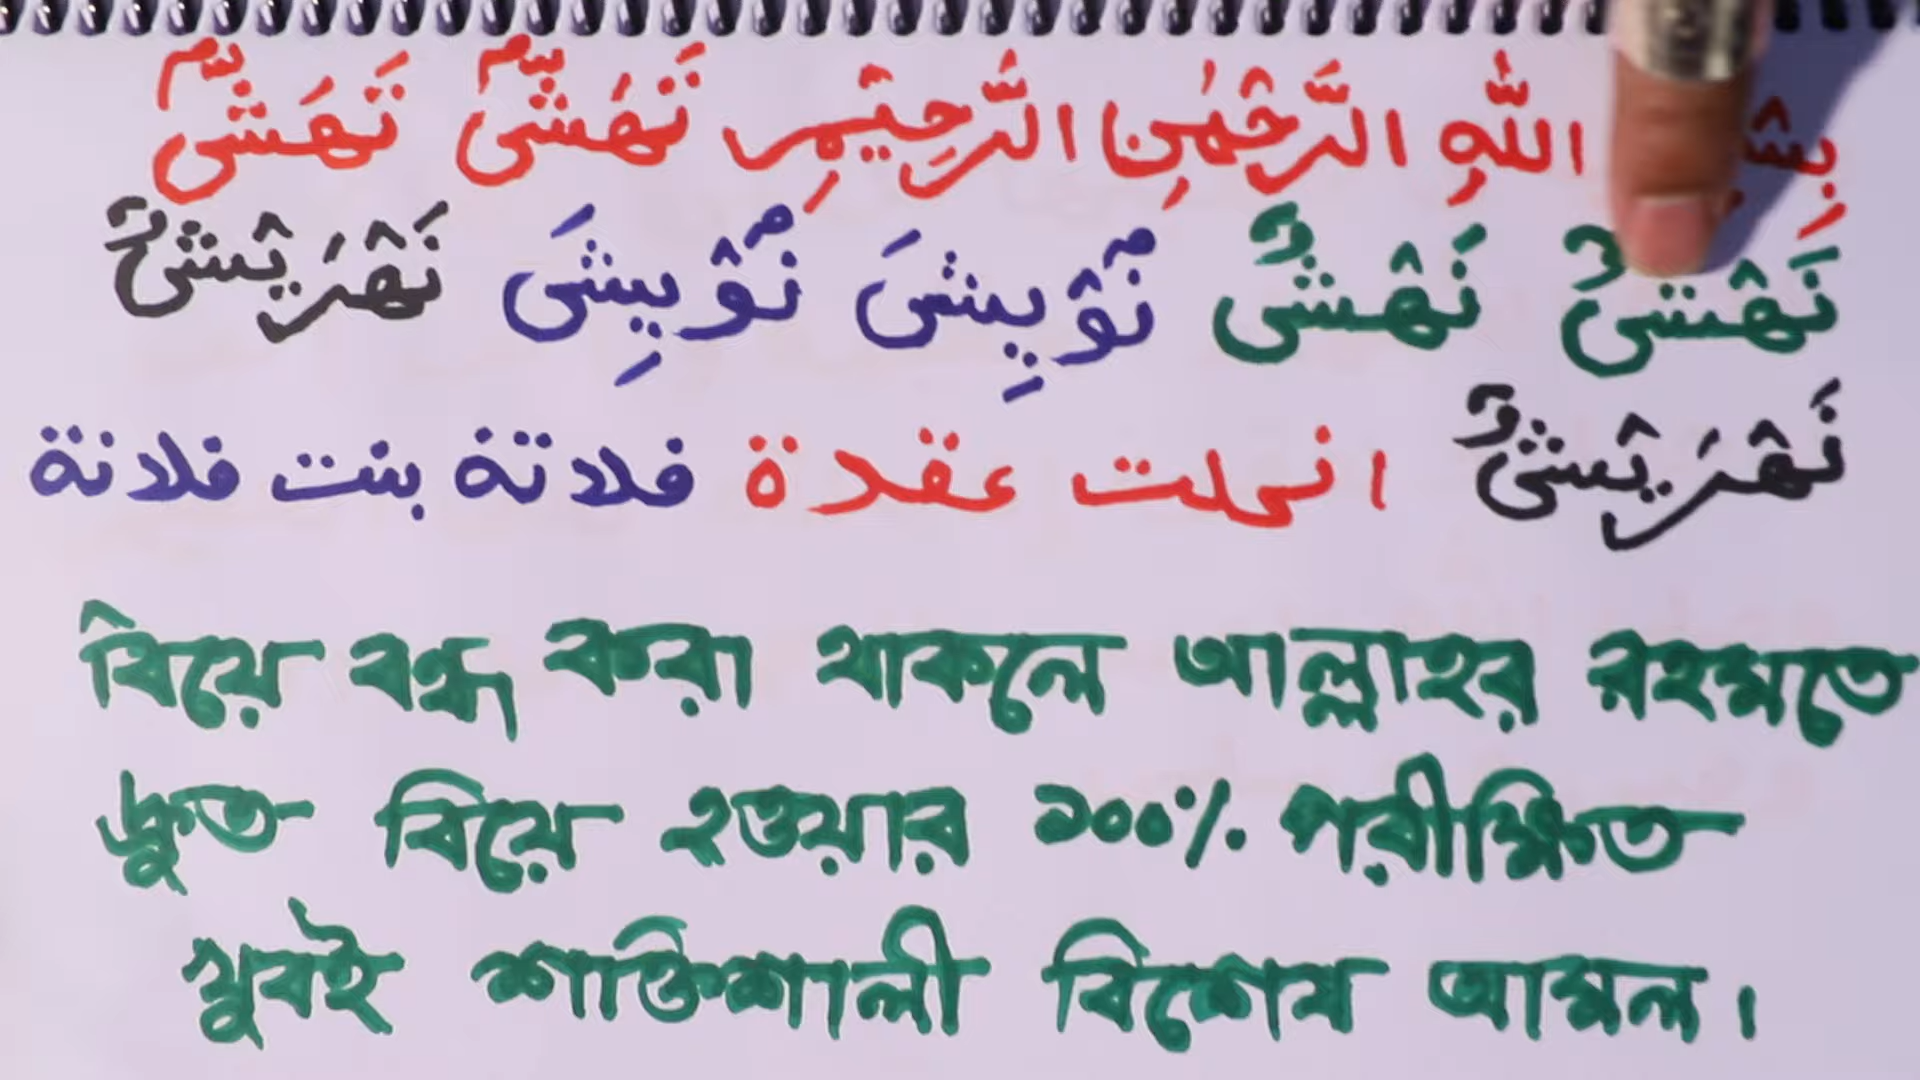 اللهِ الرَّحْمٰنِ الرَّحِيْمِ نَهَشٌ نَهَشٌ
نَهْشٌ نَهْشٌ نُوْيِشَ نُوْيِشَ نَهْرَيْشٌ
نَهْرَيْشٌ انحلت عقدة فلانة بنت فلانة
বিয়ে বন্ধ করা থাকলে আল্লাহর রহমতে
দ্রুত বিয়ে হওয়ার ১০০% পরীক্ষিত
খুবই শক্তিশালী বিশেষ আমল।